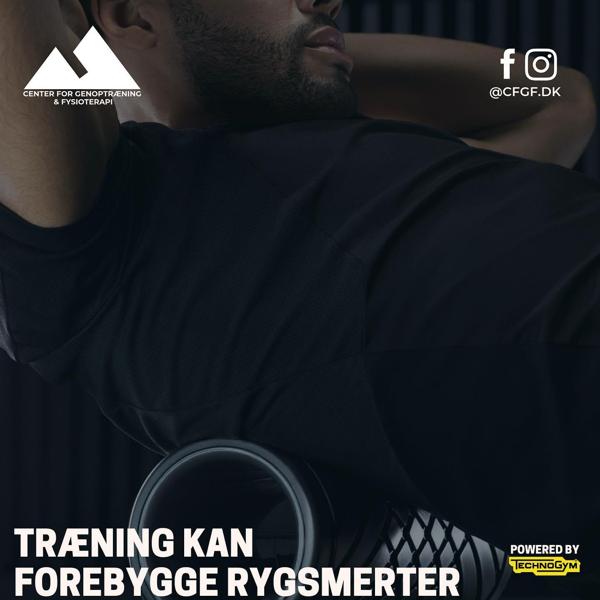 CENTER FOR GENOPTRÆNING
& FYSIOTERAPI
@CFGF.DK
TRÆNING KAN
FOREBYGGE RYGSMERTER
POWERED BY
TECHNOGYM